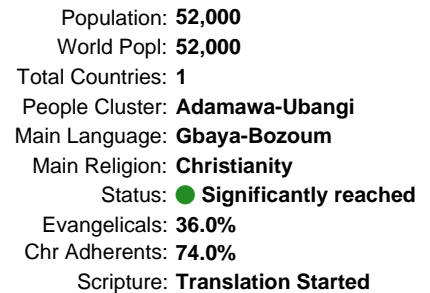 Population: 52,000
World Popl: 52,000
Total Countries: 1
People Cluster: Adamawa-Ubangi
Main Language: Gbaya-Bozoum
Main Religion: Christianity
Status: Significantly reached
Evangelicals: 36.0%
Chr Adherents: 74.0%
Scripture: Translation Started